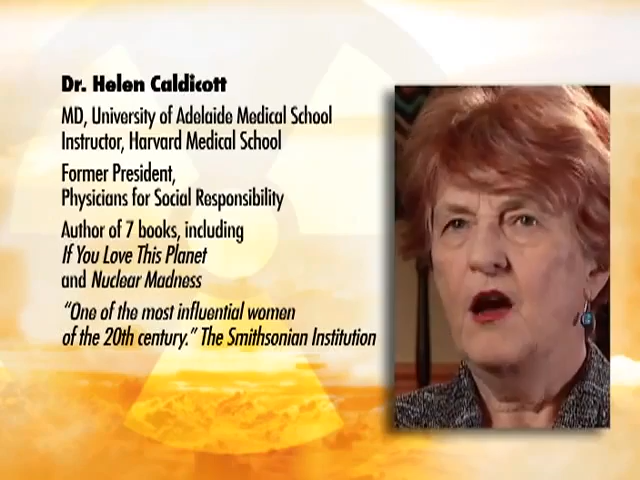 Dr. Helen Caldicott
MD, University of Adelaide Medical School
Instructor, Harvard Medical School
Former President,
Physicians for Social Responsibility
Author of 7 books, including
If You Love This Planet
and Nuclear Madness
“One of the most influential women
of the 20th century.” The Smithsonian Institution